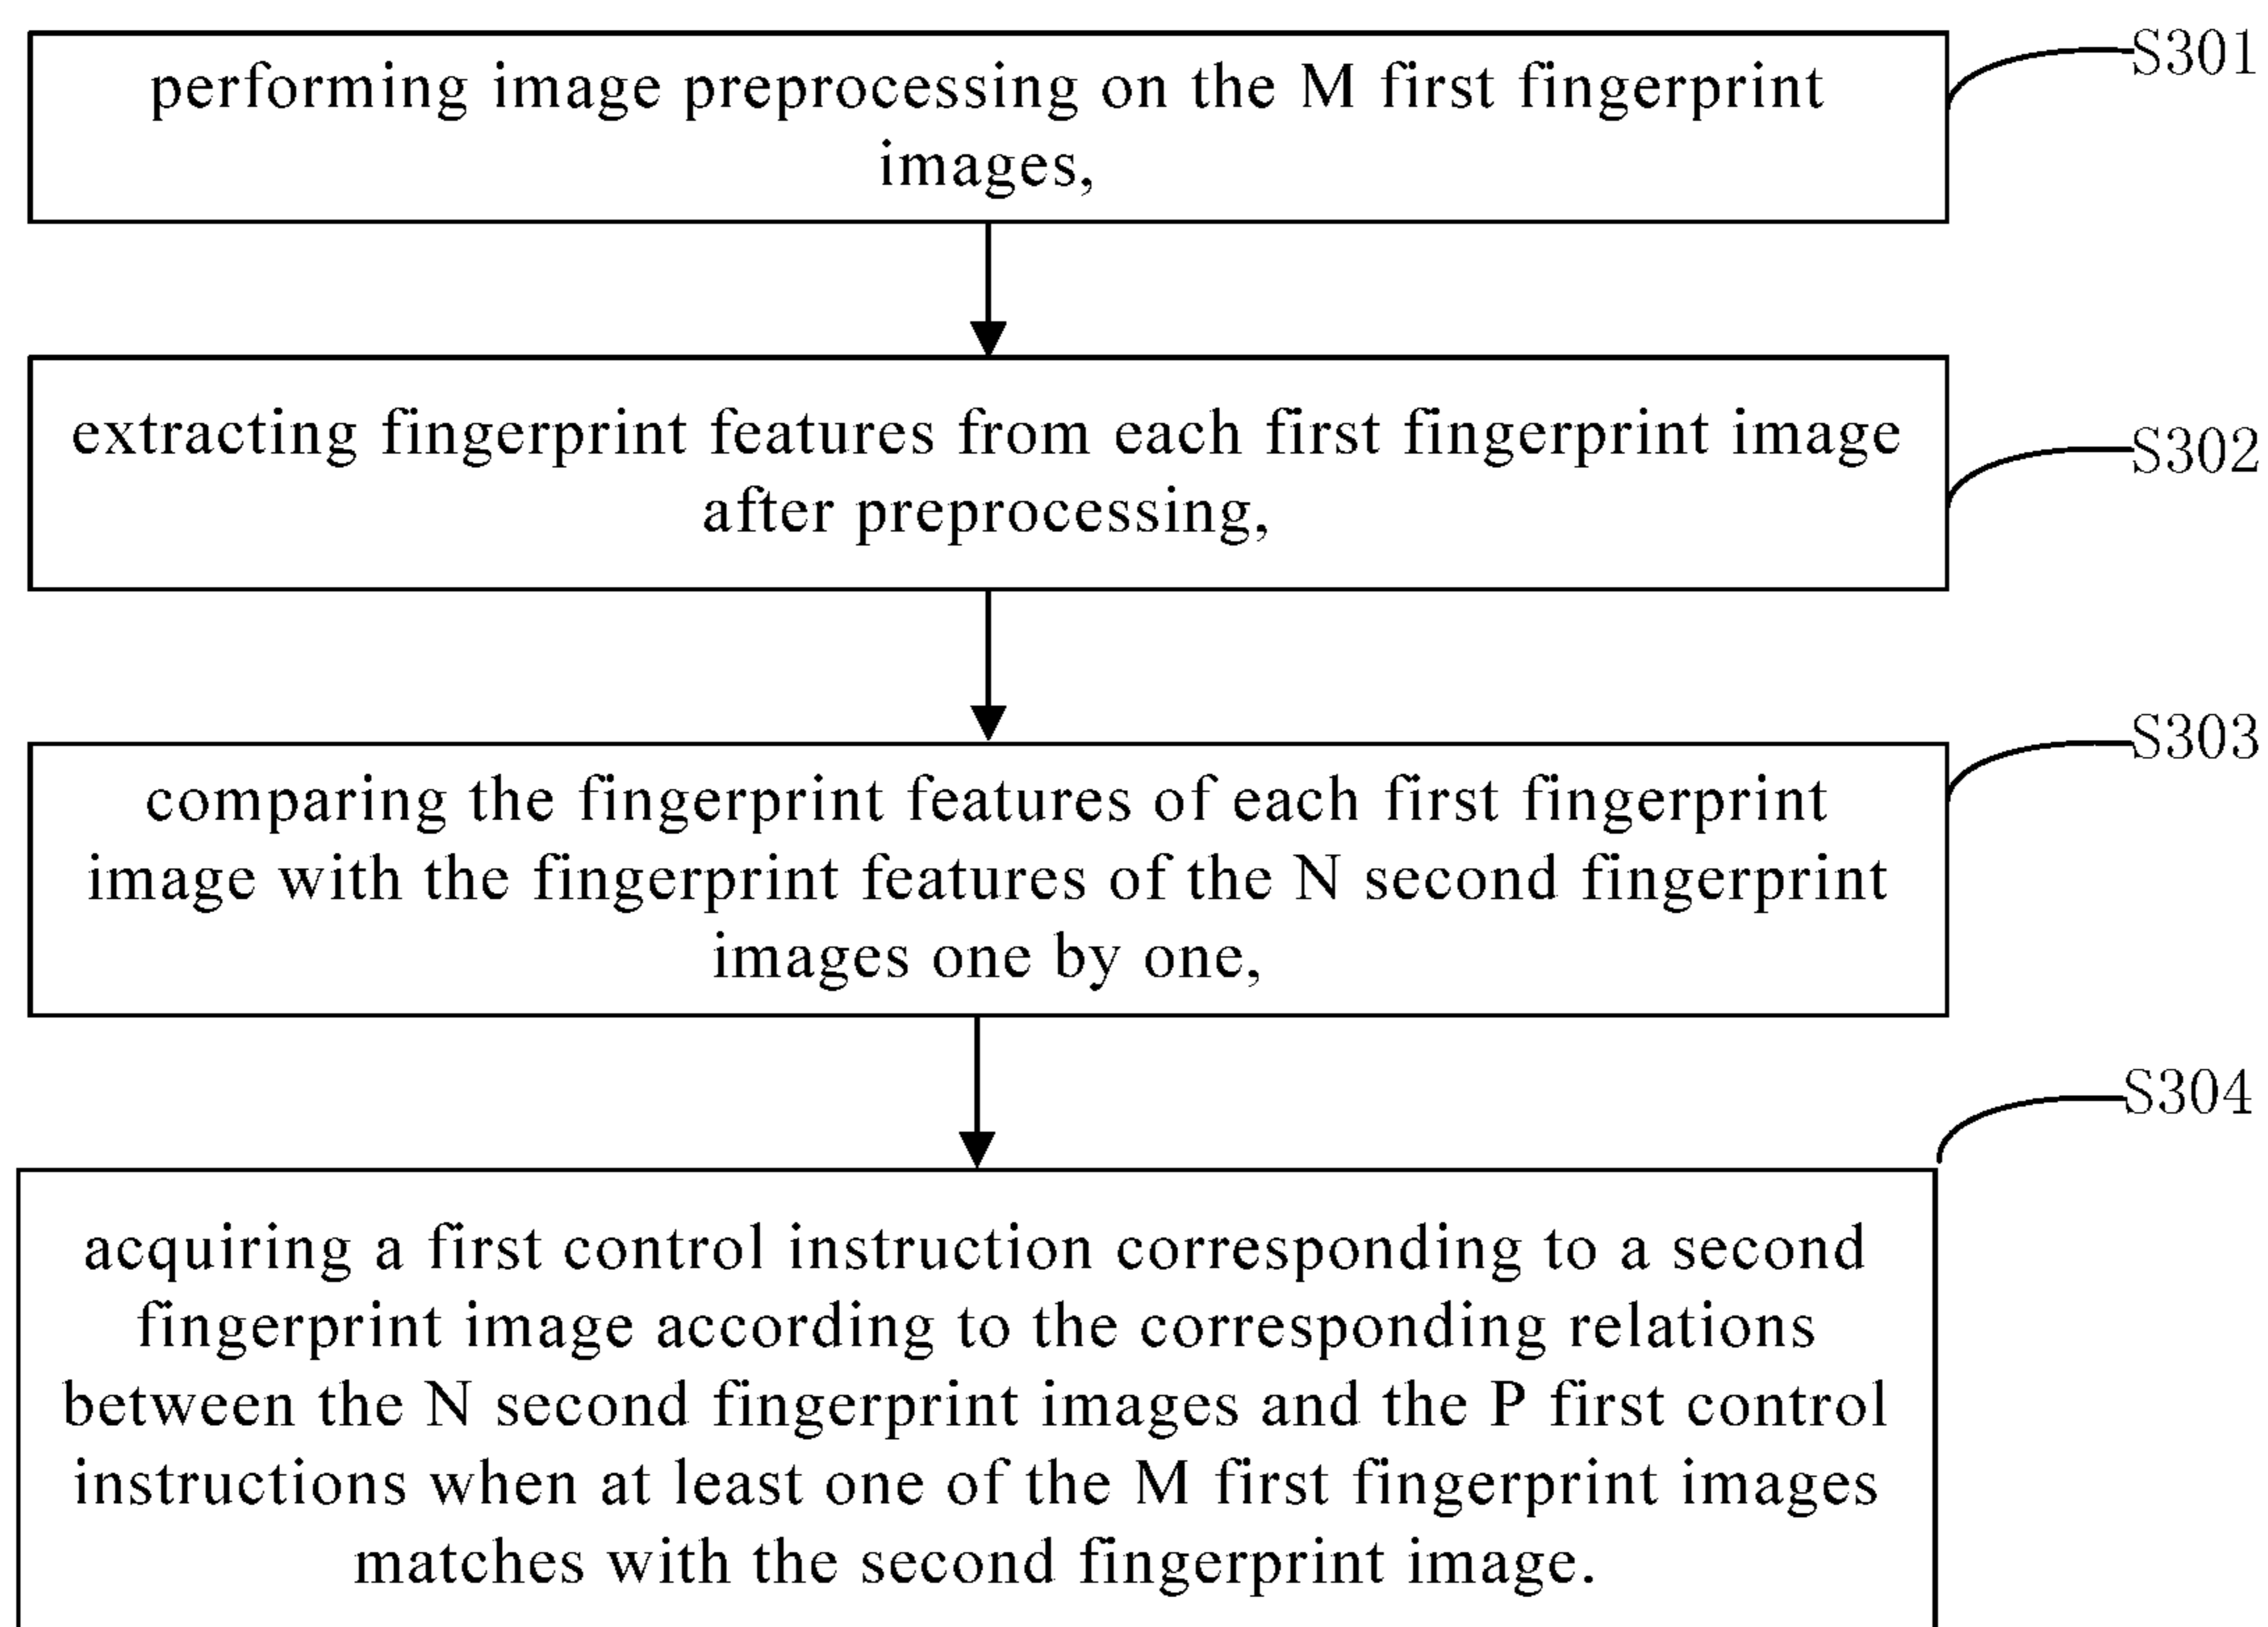 performing image preprocessing on the M first fingerprint
images,
S301
extracting fingerprint features from each first fingerprint image
after preprocessing,
S302
comparing the fingerprint features of each first fingerprint
image with the fingerprint features of the N second fingerprint
images one by one,
S303
acquiring a first control instruction corresponding to a second
fingerprint image according to the corresponding relations
between the N second fingerprint images and the P first control
instructions when at least one of the M first fingerprint images
matches with the second fingerprint image.
S304